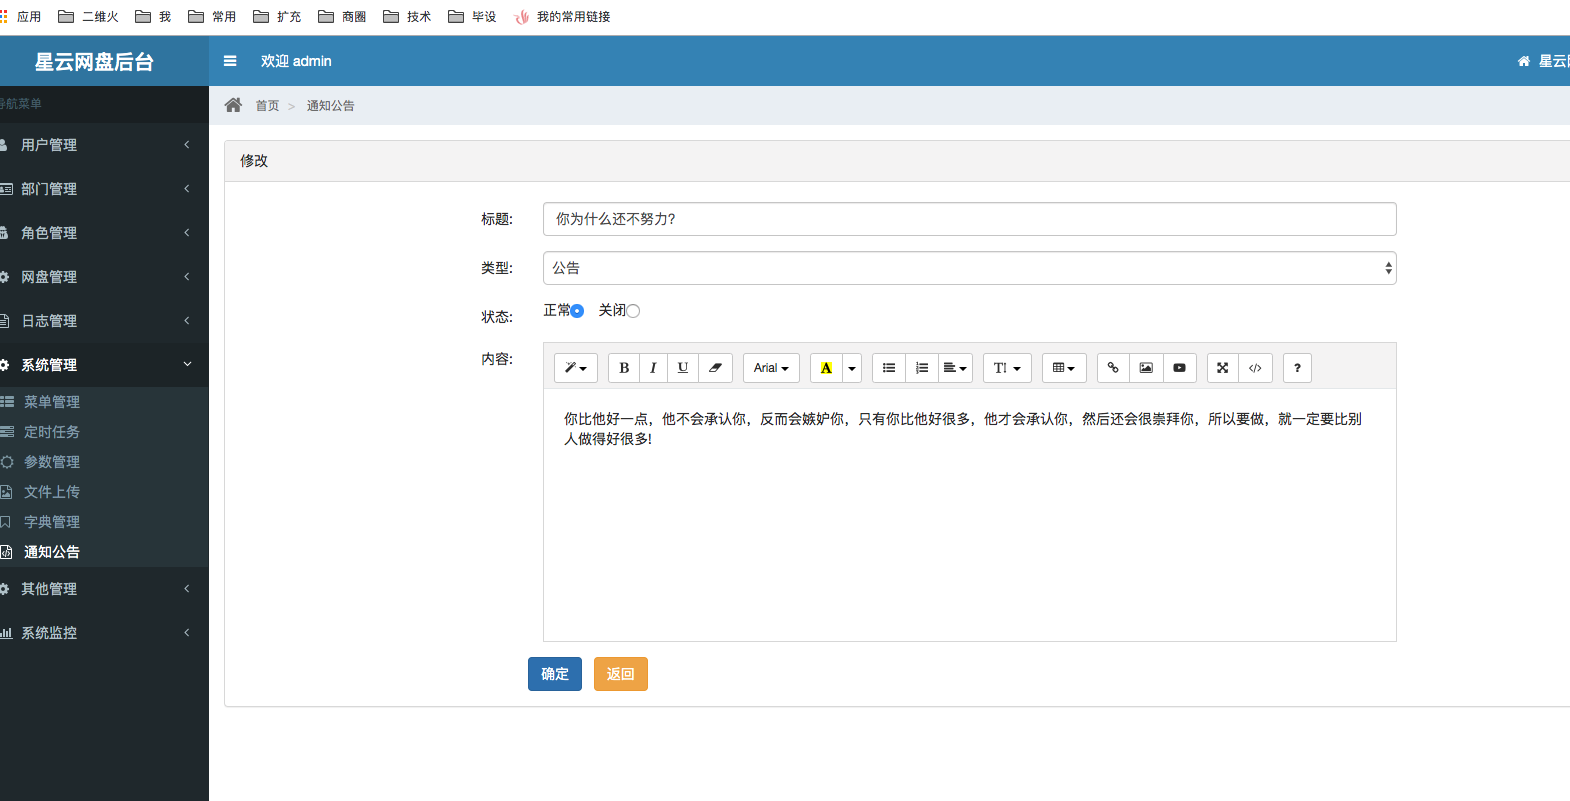 应用 二维火 我 常用 扩充 商圈 技术 毕设 我的常用链接
星云网盘后台 欢迎 admin 星云
导航菜单
首页 > 通知公告
用户管理
部门管理
角色管理
网盘管理
日志管理
系统管理
菜单管理
定时任务
参数管理
文件上传
字典管理
通知公告
其他管理
系统监控
修改
标题: 你为什么还不努力?
类型: 公告
状态: 正常 关闭
内容:
B I U Arial A T! </> ?
你比他好一点，他不会承认你，反而会嫉妒你，只有你比他好很多，他才会承认你，然后还会很崇拜你，所以要做，就一定要比别
人做得好很多!
确定 返回